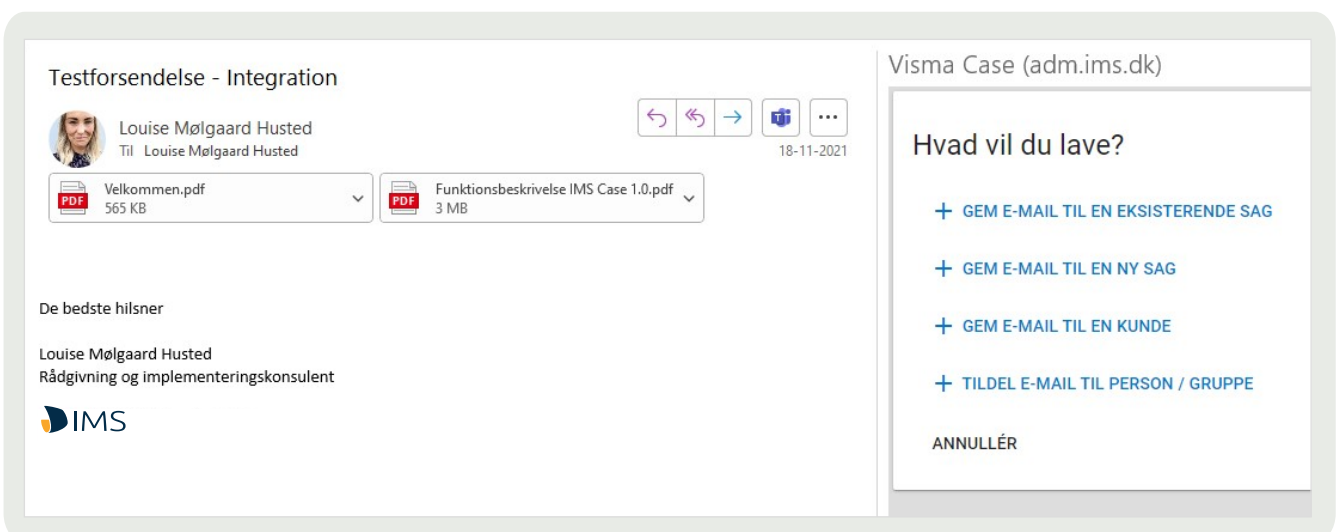 Testforsendelse - Integration
Louise Mølgaard Husted
Til Louise Mølgaard Husted
18-11-2021
PDF
Velkommen.pdf
565 KB
PDF
Funktionsbeskrivelse IMS Case 1.0.pdf
3 MB
De bedste hilsner
Louise Mølgaard Husted
Rådgivning og implementeringskonsulent
IMS
Visma Case (adm.ims.dk)
Hvad vil du lave?
+ GEM E-MAIL TIL EN EKSISTERENDE SAG
+ GEM E-MAIL TIL EN NY SAG
+ GEM E-MAIL TIL EN KUNDE
+ TILDEL E-MAIL TIL PERSON / GRUPPE
ANNULLÉR